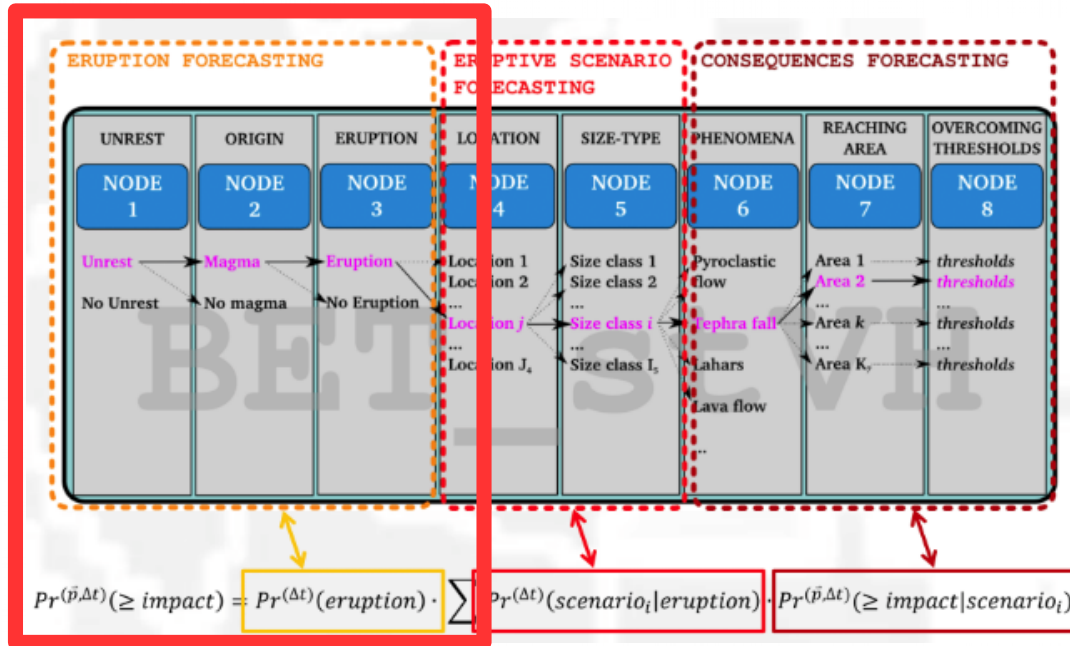 ERUPTION FORECASTING
ERUPTIVE SCENARIO
FORECASTING
CONSEQUENCES FORECASTING
UNREST
ORIGIN
ERUPTION
LOCATION
SIZE-TYPE
PHENOMENA
REACHING
AREA
OVERCOMING
THRESHOLDS
NODE
1
NODE
2
NODE
3
NODE
4
NODE
5
NODE
6
NODE
7
NODE
8
Unrest
No Unrest
Magma
No magma
Eruption
No Eruption
Location 1
Location 2
...
Location j
...
Location J₄
Size class 1
Size class 2
...
Size class i
...
Size class I₅
Pyroclastic
flow
Tephra fall
Lahars
Lava flow
...
Area 1
Area 2
...
Area k
...
Area K₇
thresholds
thresholds
...
thresholds
...
thresholds
BET_stVH
Pr^(p⃗,Δt)(≥ impact) = Pr^(Δt)(eruption) · ∑ Pr^(Δt)(scenarioᵢ|eruption) · Pr^(p⃗,Δt)(≥ impact|scenarioᵢ)